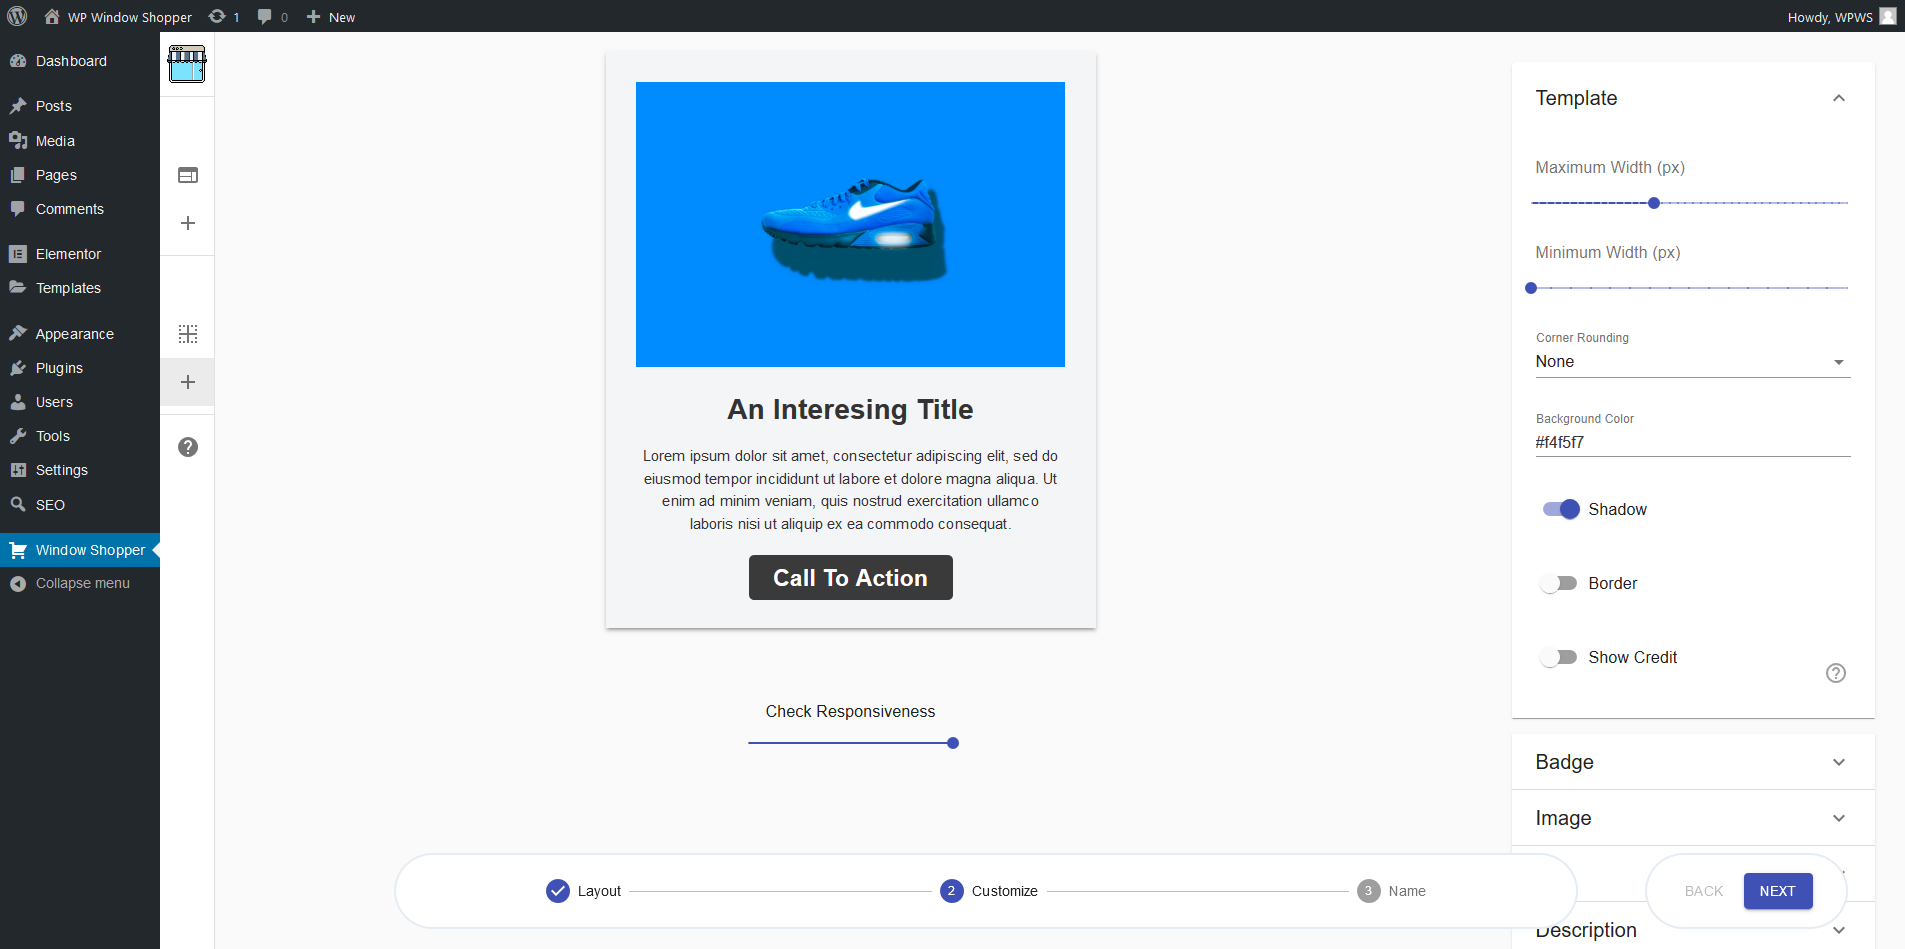 WP Window Shopper 1 0 New Howdy, WPWS
Dashboard
Posts
Media
Pages
Comments
Elementor
Templates
Appearance
Plugins
Users
Tools
Settings
SEO
Window Shopper
Collapse menu
An Interesing Title
Lorem ipsum dolor sit amet, consectetur adipiscing elit, sed do
eiusmod tempor incididunt ut labore et dolore magna aliqua. Ut
enim ad minim veniam, quis nostrud exercitation ullamco
laboris nisi ut aliquip ex ea commodo consequat.
Call To Action
Check Responsiveness
Template
Maximum Width (px)
Minimum Width (px)
Corner Rounding
None
Background Color
#f4f5f7
Shadow
Border
Show Credit
Badge
Image
Description
Layout 2 Customize 3 Name
BACK NEXT